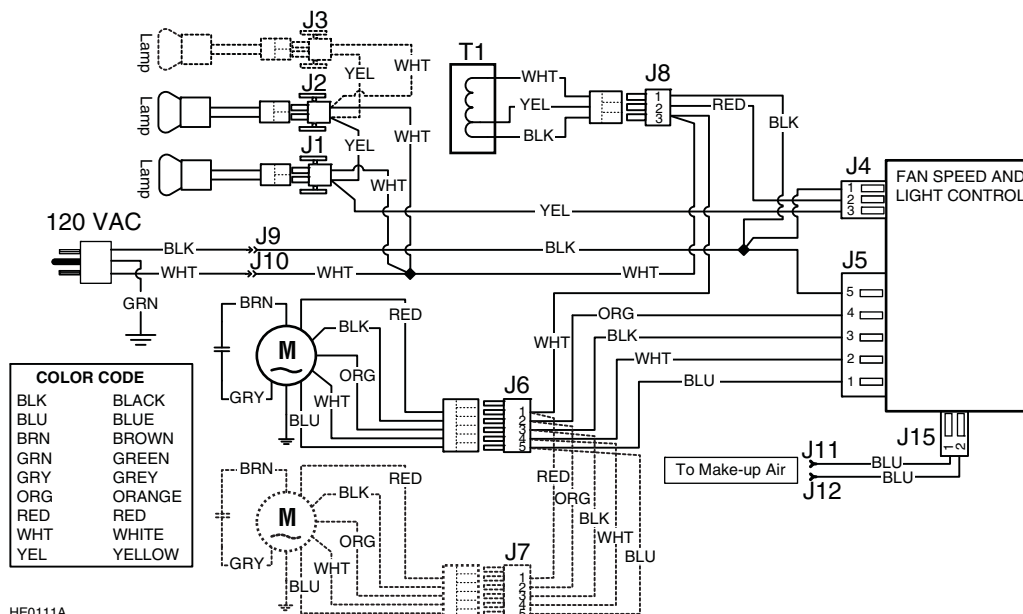 J3
Lamp
YEL
WHT
J2
Lamp
YEL
WHT
J1
Lamp
WHT
T1
WHT
YEL
BLK
J8
1
2
3
RED
BLK
J4
1
2
3
FAN SPEED AND
LIGHT CONTROL
YEL
120 VAC
BLK
J9
BLK
WHT
J10
WHT
WHT
GRN
J5
5
4
3
2
1
BRN
RED
BLK
M
ORG
GRY
WHT
BLU
J6
1
2
3
4
5
WHT
ORG
BLK
WHT
BLU
COLOR CODE
BLK BLACK
BLU BLUE
BRN BROWN
GRN GREEN
GRY GREY
ORG ORANGE
RED RED
WHT WHITE
YEL YELLOW
BRN
RED
BLK
M
ORG
GRY
WHT
BLU
J7
1
2
3
4
5
RED
ORG
BLK
WHT
BLU
J15
1
2
To Make-up Air
J11
BLU
J12
BLU
HE0111A